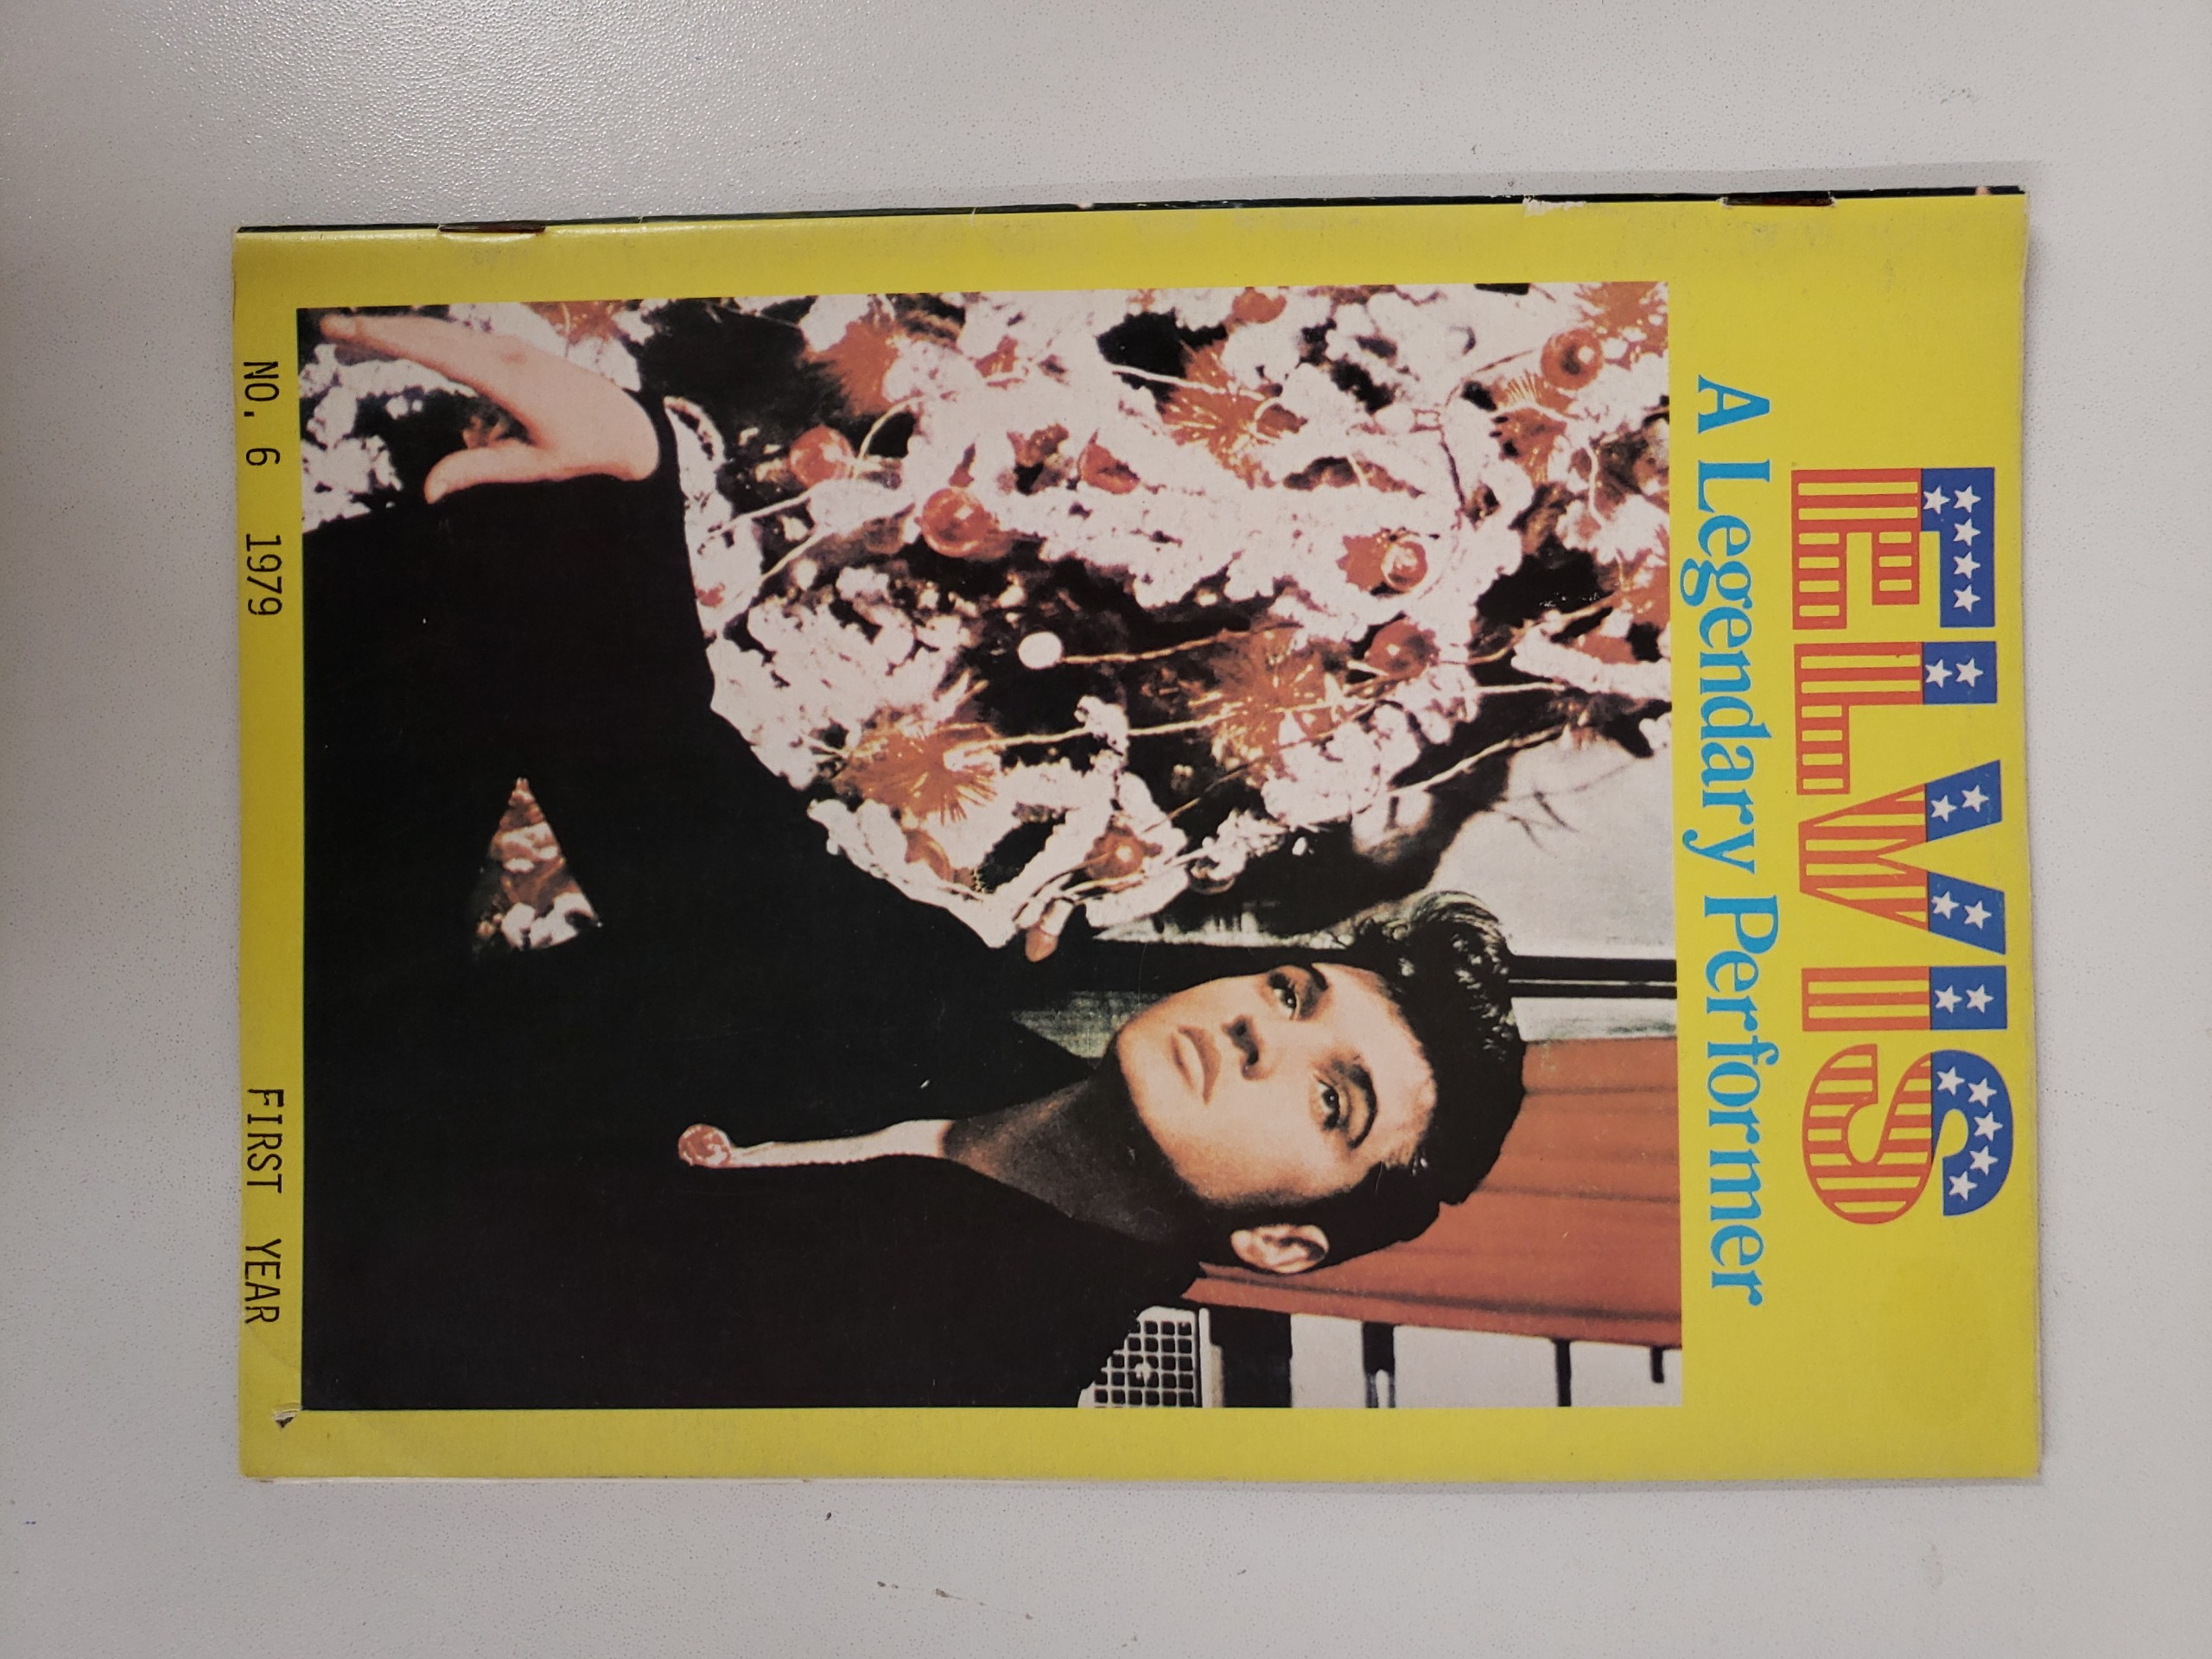 ELVIS
A Legendary Performer
NO. 6 1979 FIRST YEAR